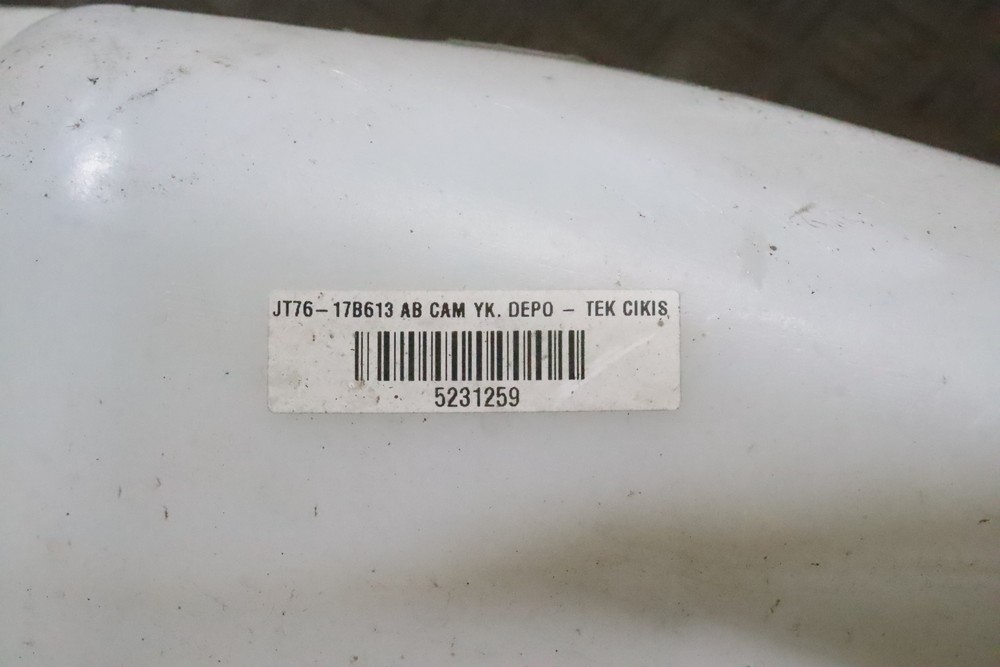 JT76-17B613 AB CAM YK. DEPO - TEK CIKIS
5231259